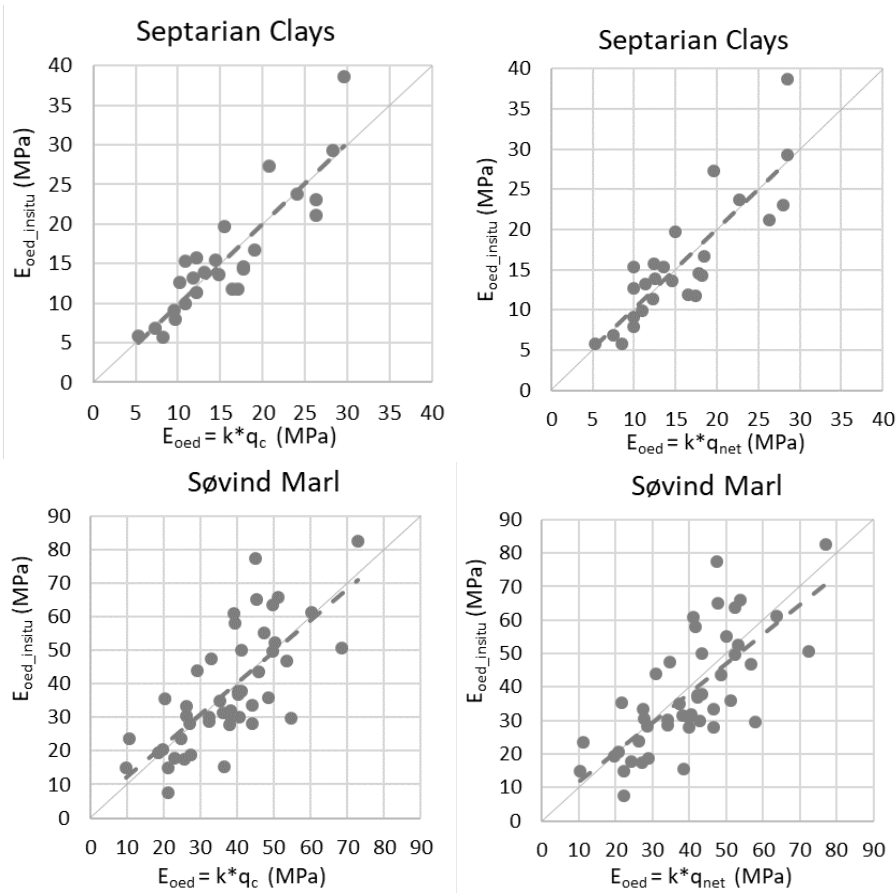 Septarian Clays
40
35
30
25
20
15
10
5
0
E_oed_insitu (MPa)
0 5 10 15 20 25 30 35 40
E_oed = k*q_c (MPa)
Septarian Clays
40
35
30
25
20
15
10
5
0
E_oed_insitu (MPa)
0 5 10 15 20 25 30 35 40
E_oed = k*q_net (MPa)
Søvind Marl
90
80
70
60
50
40
30
20
10
0
E_oed_insitu (MPa)
0 10 20 30 40 50 60 70 80 90
E_oed = k*q_c (MPa)
Søvind Marl
90
80
70
60
50
40
30
20
10
0
E_oed_insitu (MPa)
0 10 20 30 40 50 60 70 80 90
E_oed = k*q_net (MPa)